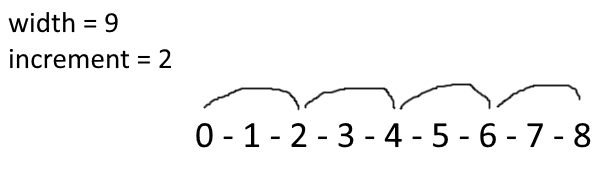 width = 9
increment = 2
0 - 1 - 2 - 3 - 4 - 5 - 6 - 7 - 8